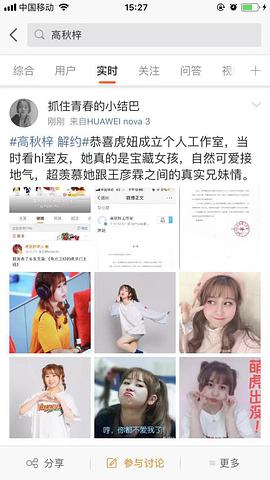 中国移动
15:27
高秋梓
综合 用户 实时 关注 问答 视
抓住青春的小结巴
刚刚 来自HUAWEI nova 3
#高秋梓 解约#恭喜虎妞成立个人工作室，当
时看hi室友，她真的是宝藏女孩，自然可爱接
地气，超羡慕她跟王彦霖之间的真实兄妹情。
微博正文
哼，你都不爱我了!
萌虎出没!
分享
参与讨论
更多